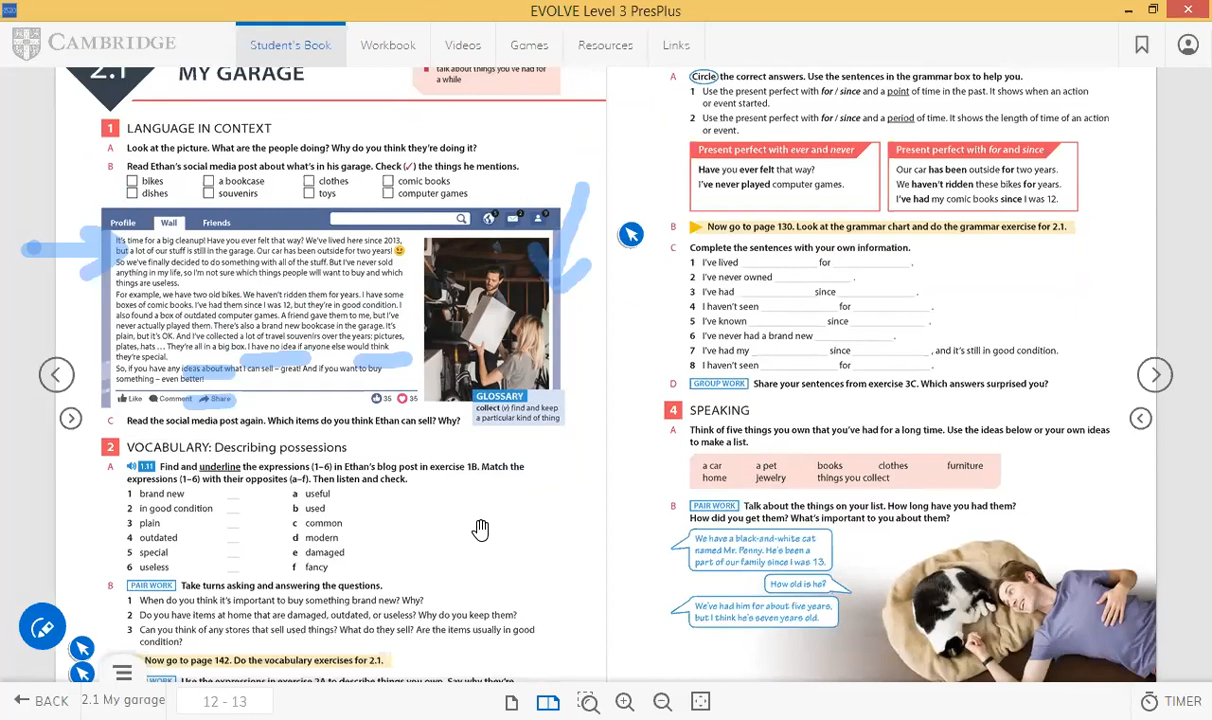 EVOLVE Level 3 PresPlus
CAMBRIDGE
Student's Book
Workbook
Videos
Games
Resources
Links
2.1
MY GARAGE
talk about things you've had for
a while
1 LANGUAGE IN CONTEXT
A Look at the picture. What are the people doing? Why do you think they're doing it?
B Read Ethan's social media post about what's in his garage. Check (✓) the things he mentions.
bikes a bookcase clothes comic books
dishes souvenirs toys computer games
Profile Wall Friends
It's time for a big cleanup! Have you ever felt that way? We've lived here since 2013,
but a lot of our stuff is still in the garage. Our car has been outside for two years!
So we've finally decided to do something with all of the stuff. But I've never sold
anything in my life, so I'm not sure which things people will want to buy and which
things are useless.
For example, we have two old bikes. We haven't ridden them for years. I have some
boxes of comic books. I've had them since I was 12, but they're in good condition. I
also found a box of outdated computer games. A friend gave them to me, but I've
never actually played them. There's also a brand new bookcase in the garage. It's
plain, but it's OK. And I've collected a lot of travel souvenirs over the years: pictures,
plates, hats … They're all in a big box. I have no idea if anyone else would think
they're special.
So, if you have any ideas about what I can sell – great! And if you want to buy
something – even better!
Like Comment Share 35 35
GLOSSARY
collect (v) find and keep
a particular kind of thing
C Read the social media post again. Which items do you think Ethan can sell? Why?
2 VOCABULARY: Describing possessions
A 1.11 Find and underline the expressions (1–6) in Ethan's blog post in exercise 1B. Match the
expressions (1–6) with their opposites (a–f). Then listen and check.
1 brand new a useful
2 in good condition b used
3 plain c common
4 outdated d modern
5 special e damaged
6 useless f fancy
B PAIR WORK Take turns asking and answering the questions.
1 When do you think it's important to buy something brand new? Why?
2 Do you have items at home that are damaged, outdated, or useless? Why do you keep them?
3 Can you think of any stores that sell used things? What do they sell? Are the items usually in good
condition?
Now go to page 142. Do the vocabulary exercises for 2.1.
WORK Use the expressions in exercise 2A to describe things you own. Say why they're
A Circle the correct answers. Use the sentences in the grammar box to help you.
1 Use the present perfect with for / since and a point of time in the past. It shows when an action
or event started.
2 Use the present perfect with for / since and a period of time. It shows the length of time of an action
or event.
Present perfect with ever and never
Have you ever felt that way?
I've never played computer games.
Present perfect with for and since
Our car has been outside for two years.
We haven't ridden these bikes for years.
I've had my comic books since I was 12.
B Now go to page 130. Look at the grammar chart and do the grammar exercise for 2.1.
C Complete the sentences with your own information.
1 I've lived for .
2 I've never owned .
3 I've had since .
4 I haven't seen for .
5 I've known since .
6 I've never had a brand new .
7 I've had my since , and it's still in good condition.
8 I haven't seen for .
D GROUP WORK Share your sentences from exercise 3C. Which answers surprised you?
4 SPEAKING
A Think of five things you own that you've had for a long time. Use the ideas below or your own ideas
to make a list.
a car a pet books clothes furniture
home jewelry things you collect
B PAIR WORK Talk about the things on your list. How long have you had them?
How did you get them? What's important to you about them?
We have a black-and-white cat
named Mr. Penny. He's been a
part of our family since I was 13.
How old is he?
We've had him for about five years,
but I think he's seven years old.
BACK
2.1 My garage
12 - 13
TIMER